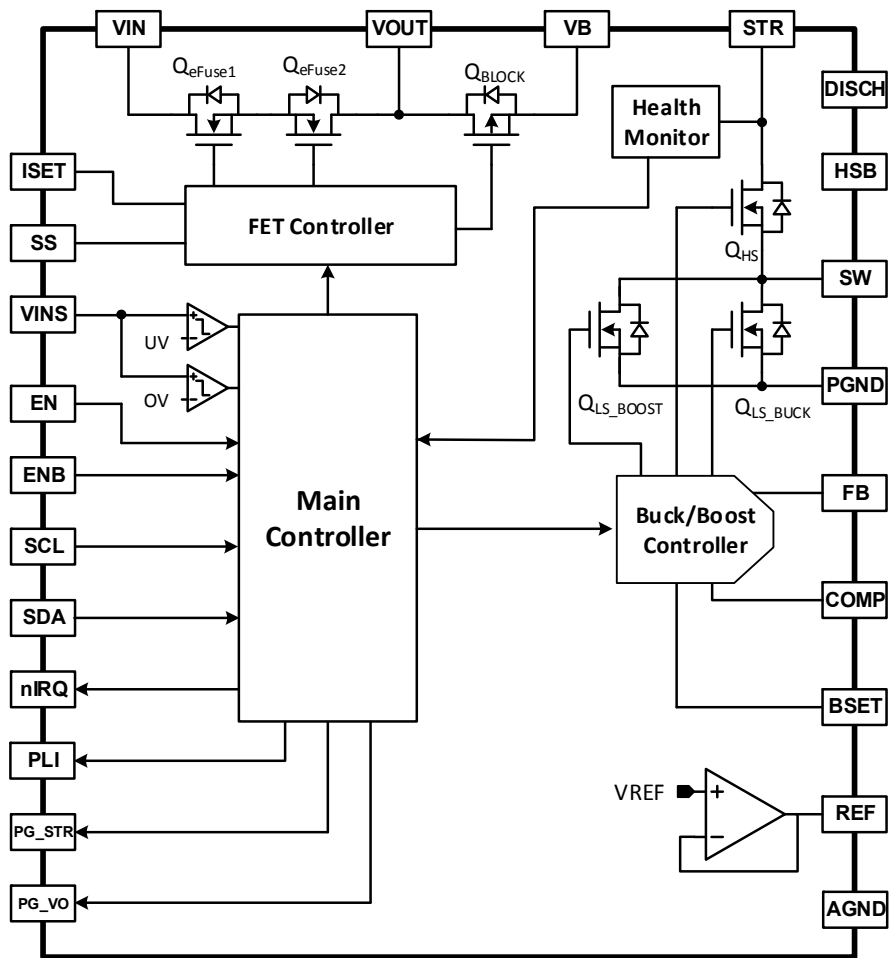 VIN
VOUT
VB
STR
QeFuse1
QeFuse2
QBLOCK
DISCH
Health
Monitor
ISET
HSB
FET Controller
SS
QHS
SW
VINS
UV
EN
OV
QLS_BOOST
QLS_BUCK
PGND
ENB
FB
Main
Controller
Buck/Boost
Controller
SCL
COMP
SDA
nIRQ
BSET
PLI
VREF
REF
PG_STR
PG_VO
AGND
+
−
+
−
+
−